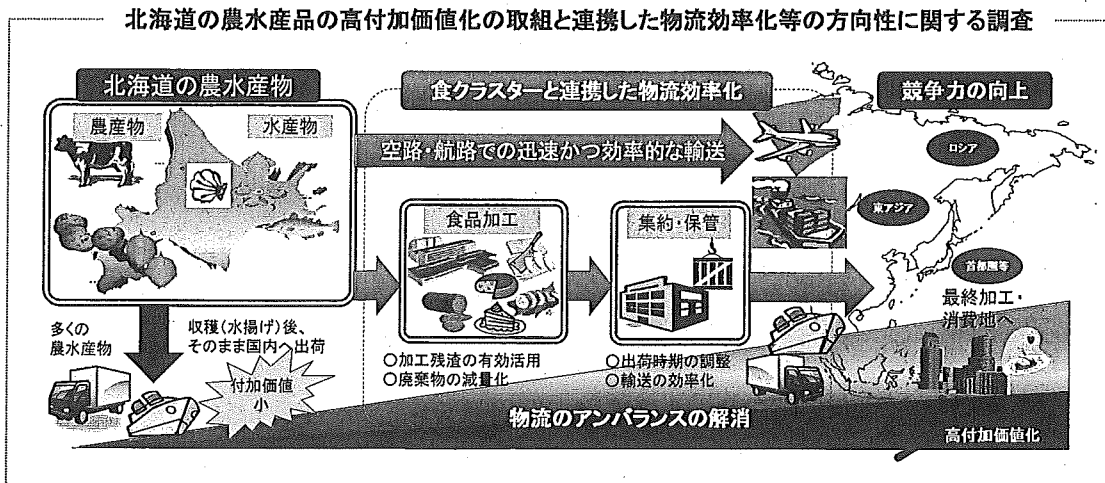 北海道の農水産品の高付加価値化の取組と連携した物流効率化等の方向性に関する調査
北海道の農水産物
食クラスターと連携した物流効率化
競争力の向上
農産物
水産物
空路・航路での迅速かつ効率的な輸送
ロシア
東アジア
首都圏等
食品加工
集約・保管
最終加工・
消費地へ
多くの
農水産物
収穫(水揚げ)後、
そのまま国内へ出荷
付加価値
小
○加工残渣の有効活用
○廃棄物の減量化
○出荷時期の調整
○輸送の効率化
物流のアンバランスの解消
高付加価値化